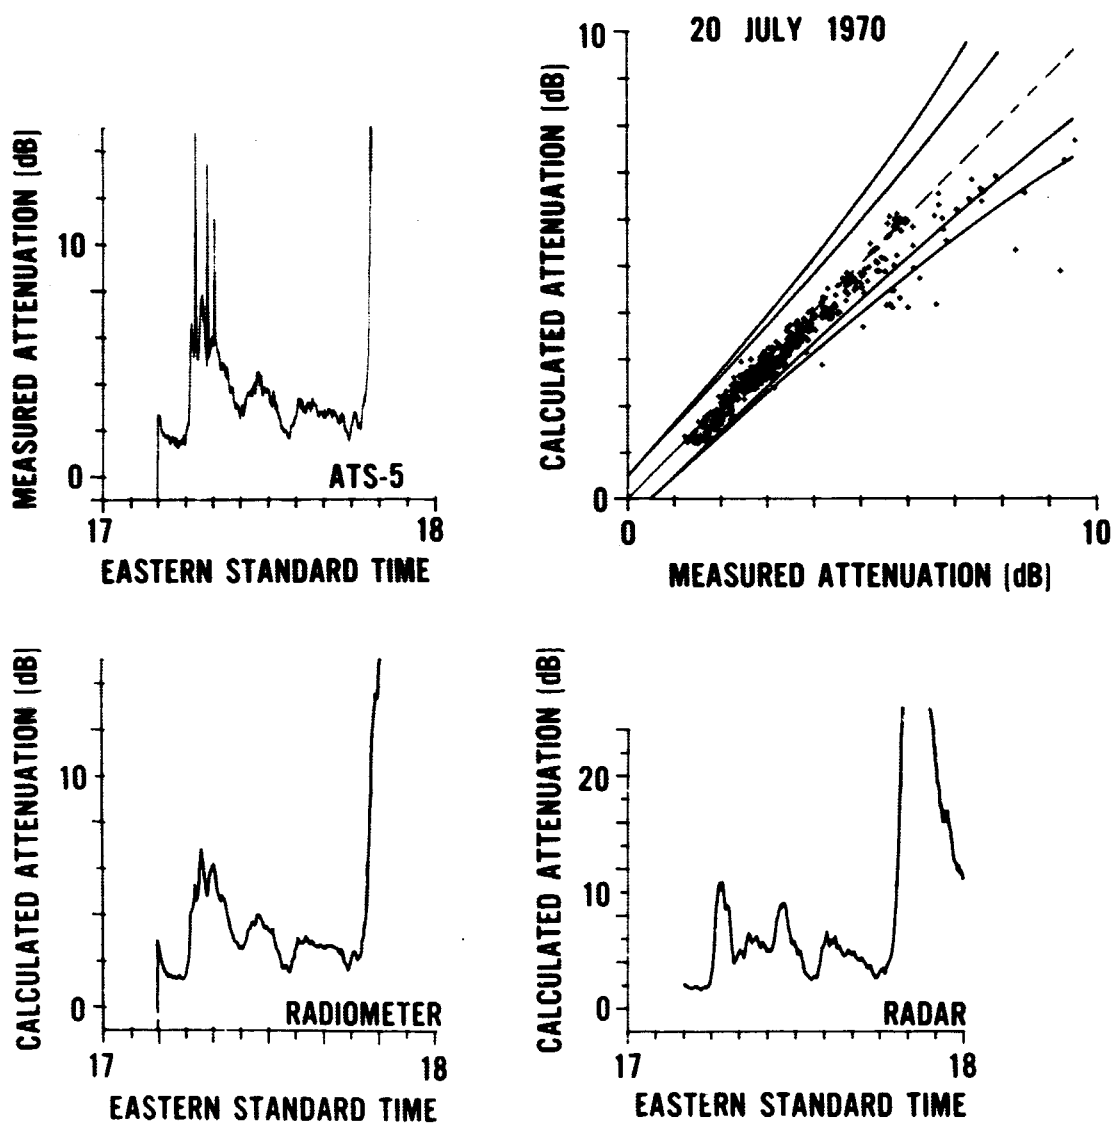 20 JULY 1970
MEASURED ATTENUATION (dB)
10
0
ATS-5
17
18
EASTERN STANDARD TIME
CALCULATED ATTENUATION (dB)
10
0
0
10
MEASURED ATTENUATION (dB)
CALCULATED ATTENUATION (dB)
10
0
RADIOMETER
17
18
EASTERN STANDARD TIME
CALCULATED ATTENUATION (dB)
20
10
0
RADAR
17
18
EASTERN STANDARD TIME